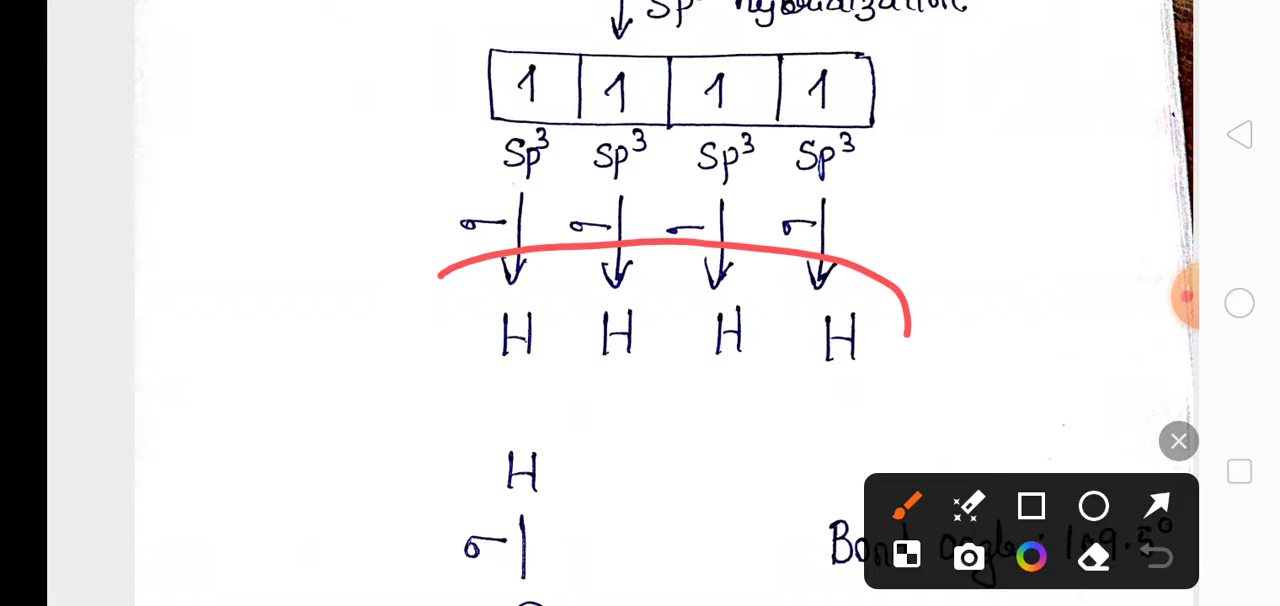 Sp³ hybridization
1 1 1 1
Sp³ Sp³ Sp³ Sp³
σ σ σ σ
H H H H
H
σ
Bond angle: 109.5°